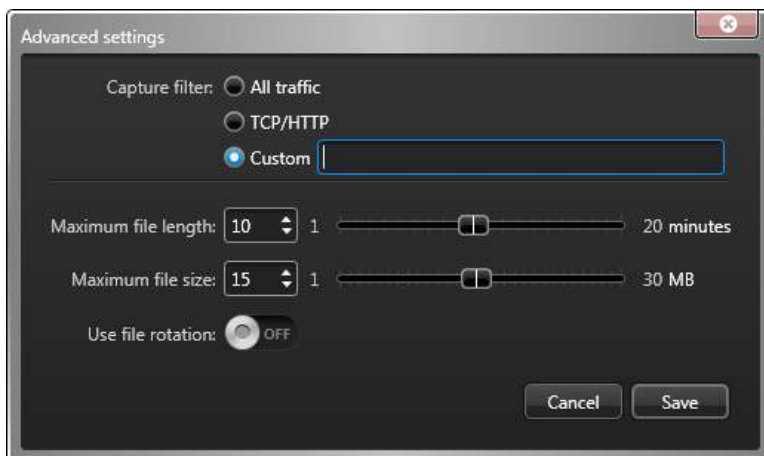 Advanced settings
Capture filter: All traffic
TCP/HTTP
Custom
Maximum file length: 10 1 20 minutes
Maximum file size: 15 1 30 MB
Use file rotation: OFF
Cancel Save